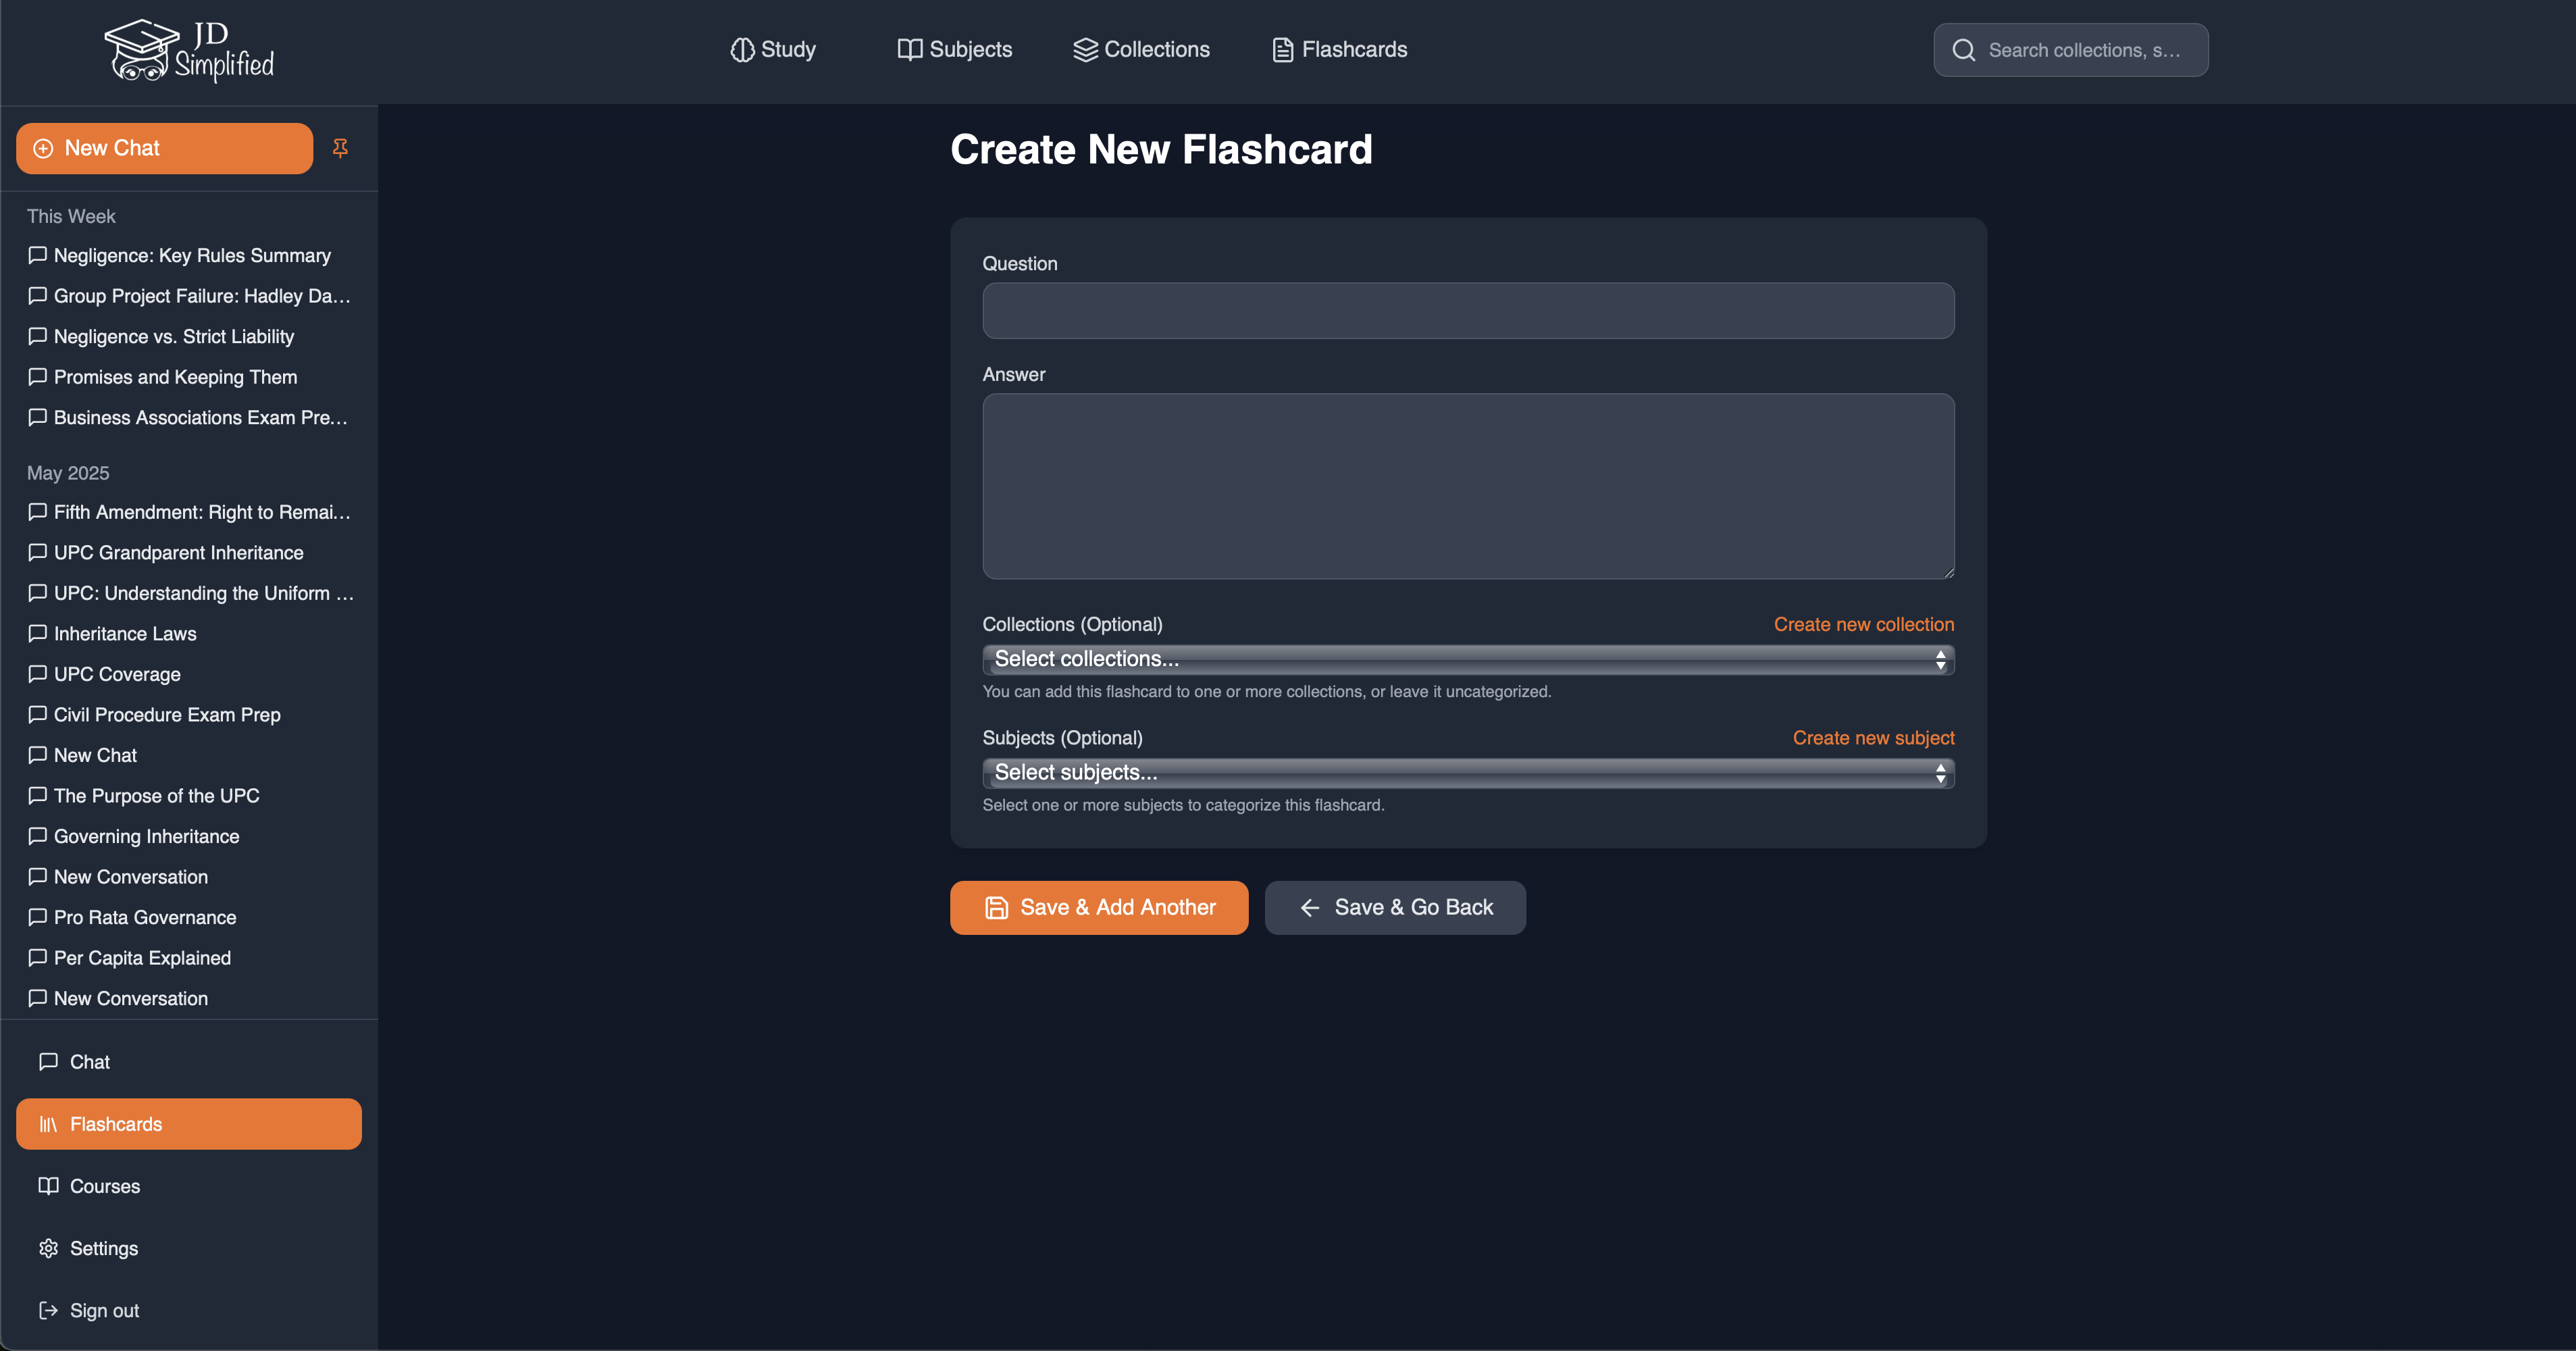 JD
Simplified
Study
Subjects
Collections
Flashcards
Search collections, s...
New Chat
This Week
Negligence: Key Rules Summary
Group Project Failure: Hadley Da...
Negligence vs. Strict Liability
Promises and Keeping Them
Business Associations Exam Pre...
May 2025
Fifth Amendment: Right to Remai...
UPC Grandparent Inheritance
UPC: Understanding the Uniform ...
Inheritance Laws
UPC Coverage
Civil Procedure Exam Prep
New Chat
The Purpose of the UPC
Governing Inheritance
New Conversation
Pro Rata Governance
Per Capita Explained
New Conversation
Chat
Flashcards
Courses
Settings
Sign out
Create New Flashcard
Question
Answer
Collections (Optional)
Create new collection
Select collections...
You can add this flashcard to one or more collections, or leave it uncategorized.
Subjects (Optional)
Create new subject
Select subjects...
Select one or more subjects to categorize this flashcard.
Save & Add Another
Save & Go Back